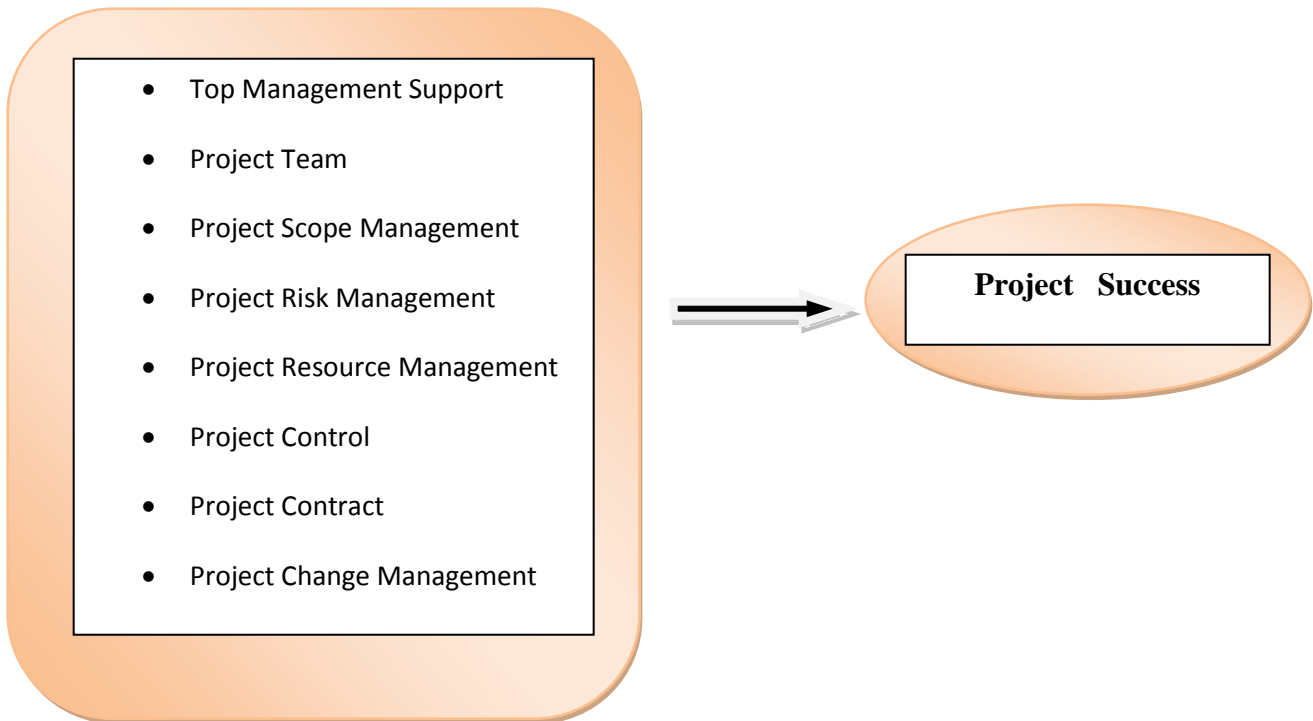 • Top Management Support
• Project Team
• Project Scope Management
• Project Risk Management
• Project Resource Management
• Project Control
• Project Contract
• Project Change Management
Project Success